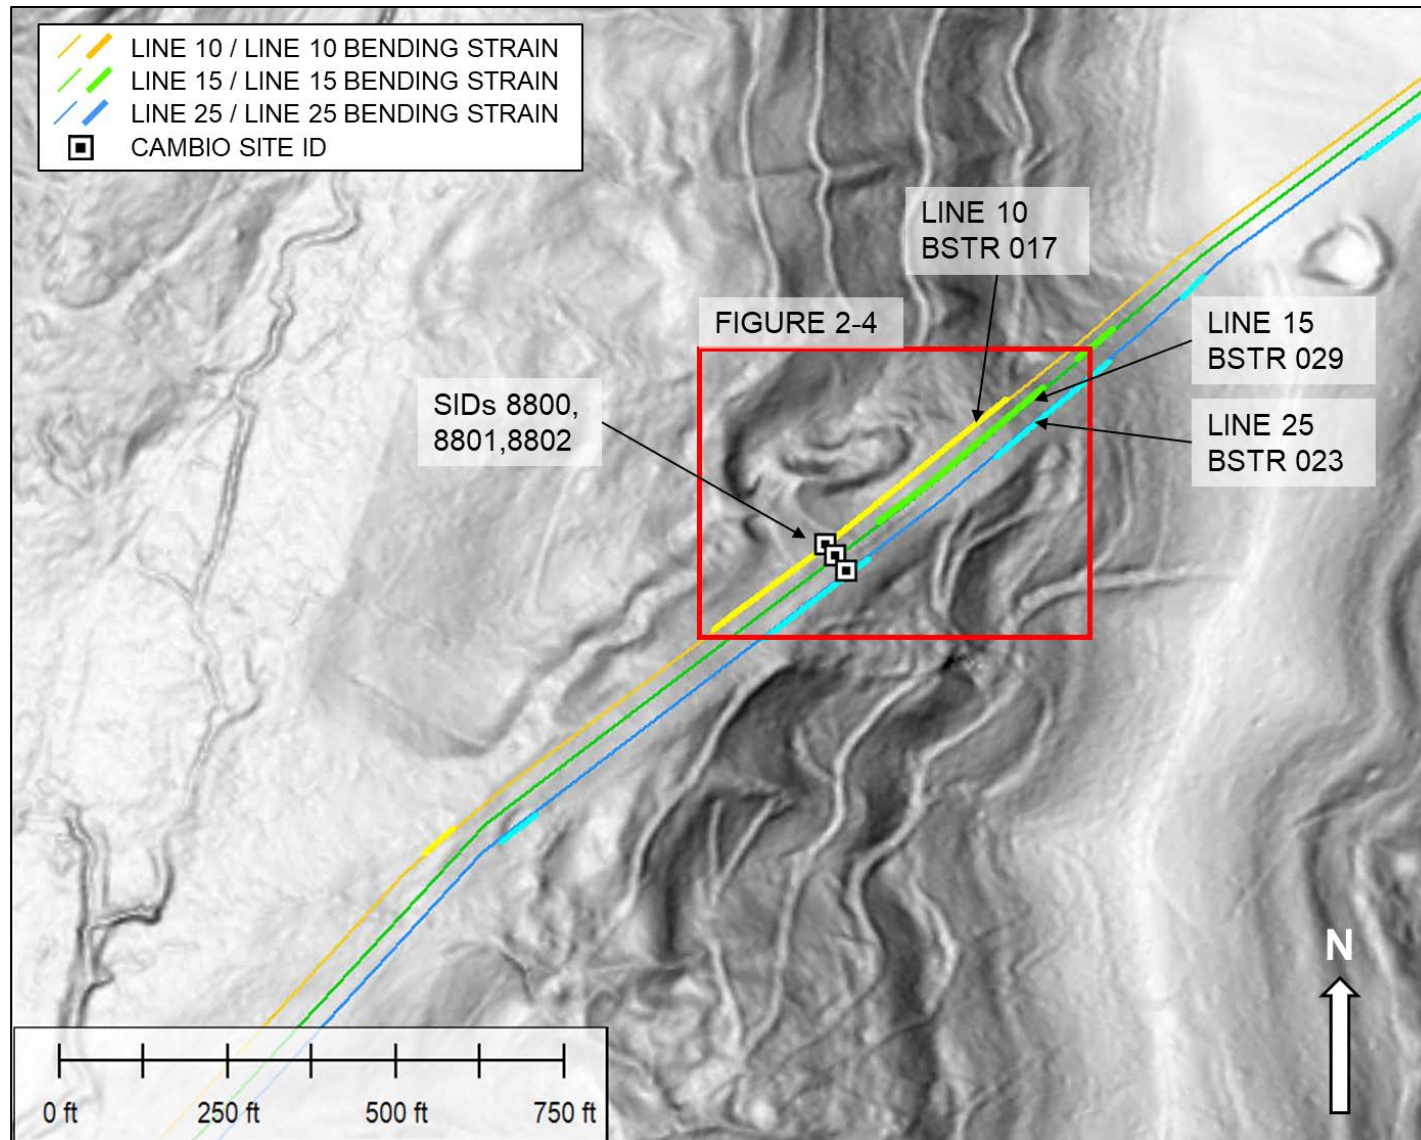 LINE 10 / LINE 10 BENDING STRAIN
LINE 15 / LINE 15 BENDING STRAIN
LINE 25 / LINE 25 BENDING STRAIN
CAMBIO SITE ID
LINE 10
BSTR 017
FIGURE 2-4
LINE 15
BSTR 029
SIDs 8800,
8801,8802
LINE 25
BSTR 023
N
0 ft 250 ft 500 ft 750 ft